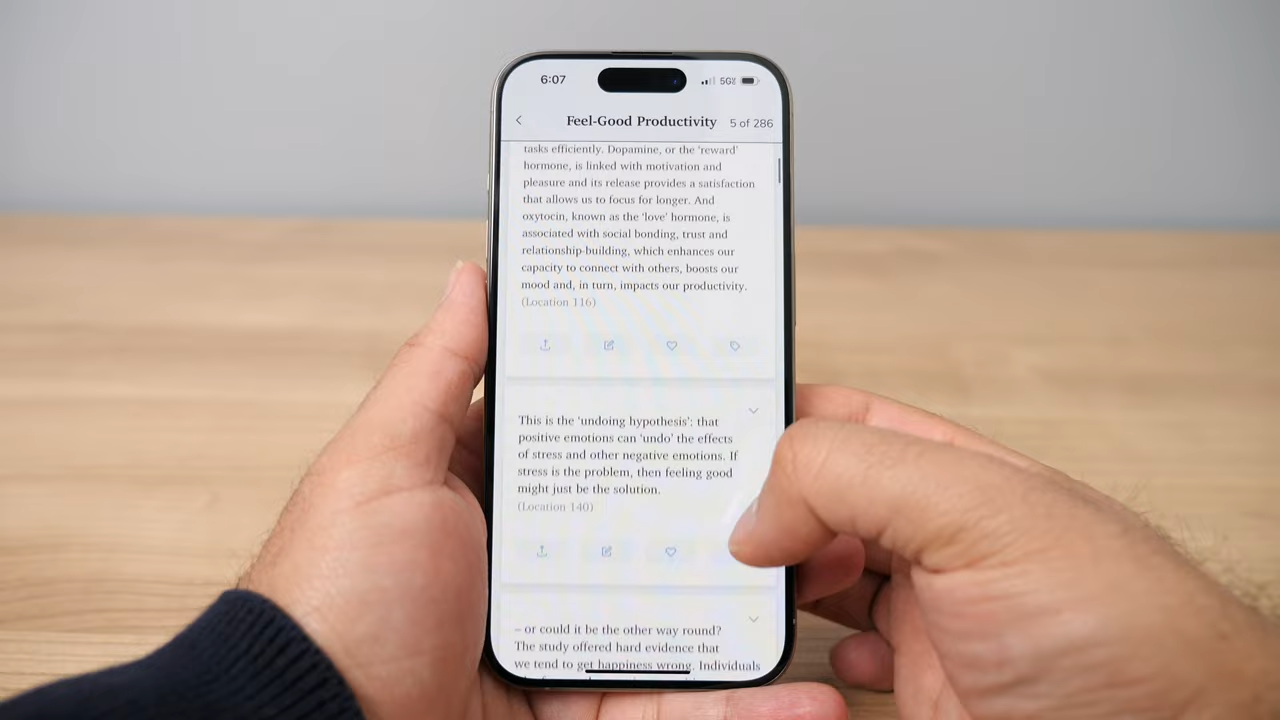 6:07
5G
Feel-Good Productivity
5 of 286
tasks efficiently. Dopamine, or the ‘reward’
hormone, is linked with motivation and
pleasure and its release provides a satisfaction
that allows us to focus for longer. And
oxytocin, known as the ‘love’ hormone, is
associated with social bonding, trust and
relationship-building, which enhances our
capacity to connect with others, boosts our
mood and, in turn, impacts our productivity.
(Location 116)
This is the ‘undoing hypothesis’: that
positive emotions can ‘undo’ the effects
of stress and other negative emotions. If
stress is the problem, then feeling good
might just be the solution.
(Location 140)
– or could it be the other way round?
The study offered hard evidence that
we tend to get happiness wrong. Individuals